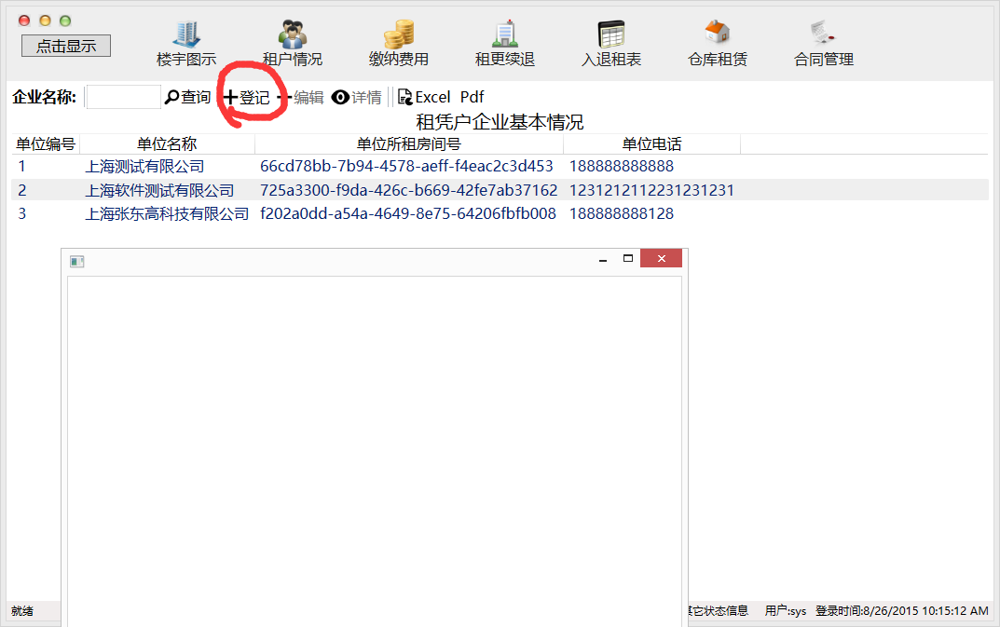 点击显示
楼宇图示 租户情况 缴纳费用 租更续退 入退租表 仓库租赁 合同管理
企业名称: 查询 登记 编辑 详情 Excel Pdf
租凭户企业基本情况
单位编号 单位名称 单位所租房间号 单位电话
1 上海测试有限公司 66cd78bb-7b94-4578-aeff-f4eac2c3d453 188888888888
2 上海软件测试有限公司 725a3300-f9da-426c-b669-42fe7ab37162 1231212112231231231
3 上海张东高科技有限公司 f202a0dd-a54a-4649-8e75-64206fbfb008 188888888128
就绪 其它状态信息 用户:sys 登录时间:8/26/2015 10:15:12 AM